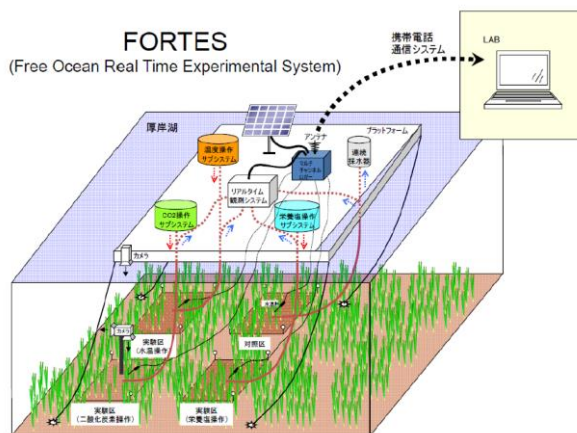 FORTES
(Free Ocean Real Time Experimental System)
携帯電話
通信システム
LAB
厚岸湖
アンテナ
プラットフォーム
温度操作
サブシステム
マルチ
チャンネル
ロガー
連続
採水器
リアルタイム
観測システム
CO2操作
サブシステム
栄養塩操作
サブシステム
カメラ
カメラ
実験区
(水温操作
対照区
実験区
(二酸化炭素操作)
実験区
(栄養塩操作)